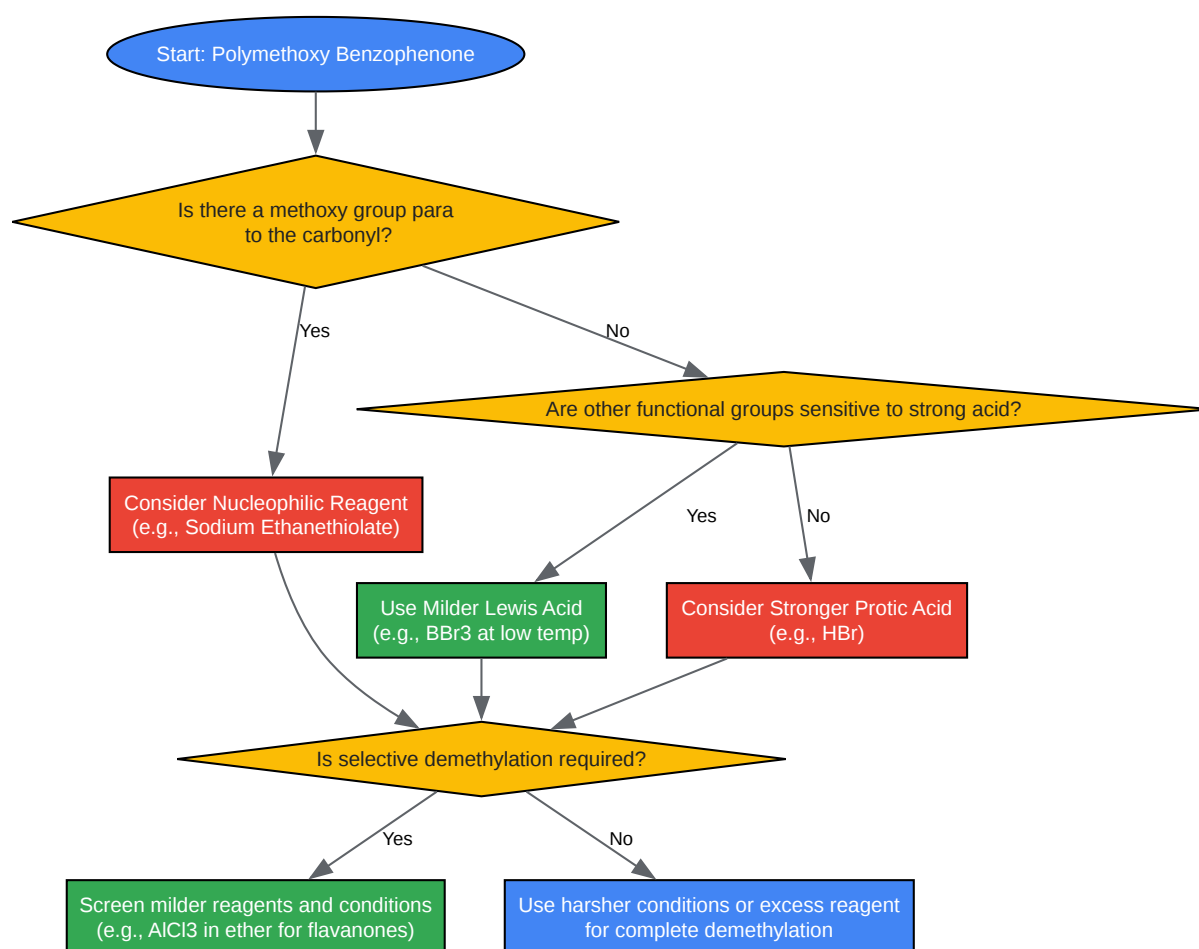 Start: Polymethoxy Benzophenone
Is there a methoxy group para
to the carbonyl?
Yes
No
Are other functional groups sensitive to strong acid?
Consider Nucleophilic Reagent
(e.g., Sodium Ethanethiolate)
Yes
No
Use Milder Lewis Acid
(e.g., BBr3 at low temp)
Consider Stronger Protic Acid
(e.g., HBr)
Is selective demethylation required?
Yes
No
Screen milder reagents and conditions
(e.g., AlCl3 in ether for flavanones)
Use harsher conditions or excess reagent
for complete demethylation